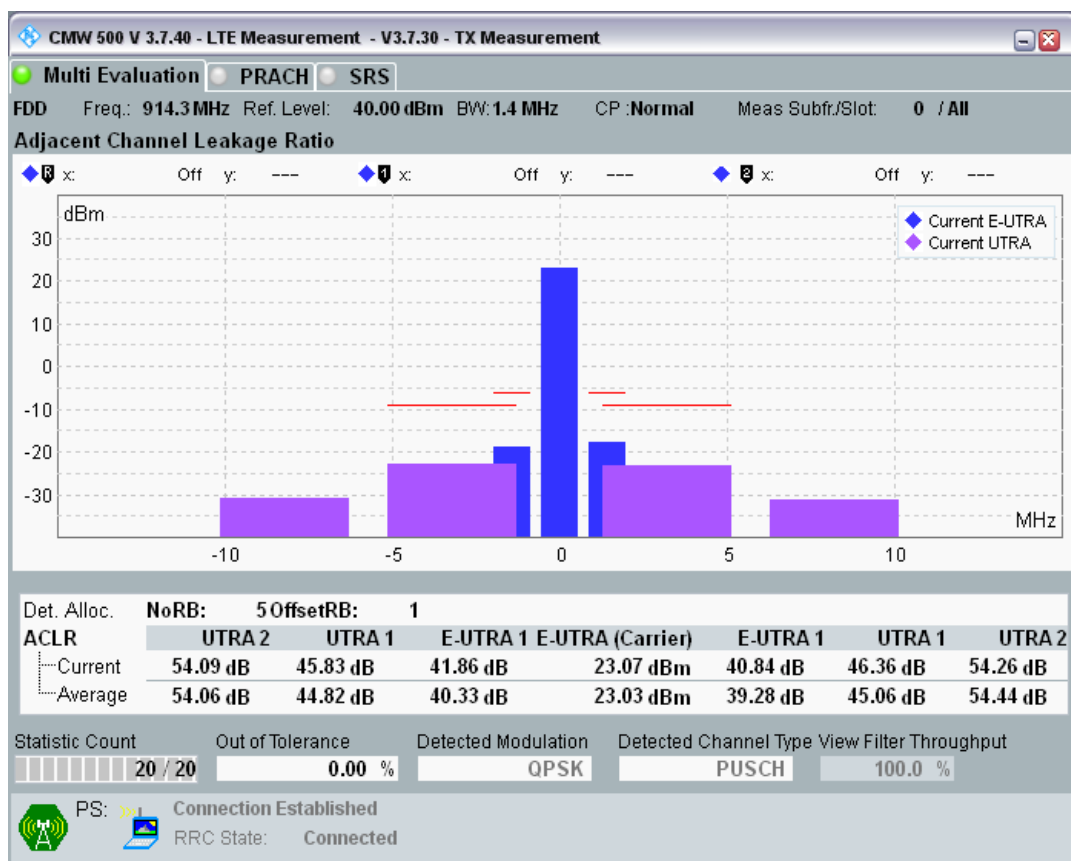 CMW 500 V 3.7.40 - LTE Measurement - V3.7.30 - TX Measurement
Multi Evaluation PRACH SRS
FDD Freq.: 914.3 MHz Ref. Level: 40.00 dBm BW: 1.4 MHz CP :Normal Meas Subfr./Slot: 0 / All
Adjacent Channel Leakage Ratio
R x: Off y: --- 1 x: Off y: --- 2 x: Off y: ---
dBm
Current E-UTRA
Current UTRA
30
20
10
0
-10
-20
-30
MHz
-10 -5 0 5 10
Det. Alloc. NoRB: 5 OffsetRB: 1
ACLR UTRA 2 UTRA 1 E-UTRA 1 E-UTRA (Carrier) E-UTRA 1 UTRA 1 UTRA 2
Current 54.09 dB 45.83 dB 41.86 dB 23.07 dBm 40.84 dB 46.36 dB 54.26 dB
Average 54.06 dB 44.82 dB 40.33 dB 23.03 dBm 39.28 dB 45.06 dB 54.44 dB
Statistic Count Out of Tolerance Detected Modulation Detected Channel Type View Filter Throughput
20 / 20 0.00 % QPSK PUSCH 100.0 %
PS: Connection Established
RRC State: Connected